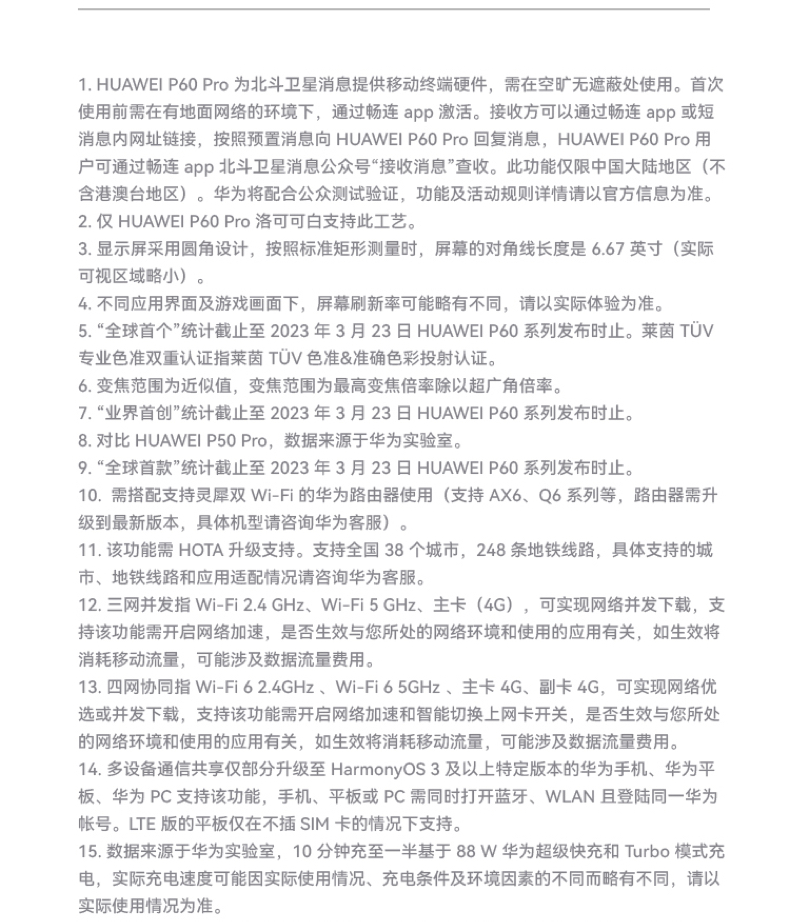 1. HUAWEI P60 Pro 为北斗卫星消息提供移动终端硬件，需在空旷无遮蔽处使用。首次
使用前需在有地面网络的环境下，通过畅连 app 激活。接收方可以通过畅连 app 或短
消息内网址链接，按照预置消息向 HUAWEI P60 Pro 回复消息，HUAWEI P60 Pro 用
户可通过畅连 app 北斗卫星消息公众号“接收消息”查收。此功能仅限中国大陆地区（不
含港澳台地区）。华为将配合公众测试验证，功能及活动规则详情请以官方信息为准。
2. 仅 HUAWEI P60 Pro 洛可可白支持此工艺。
3. 显示屏采用圆角设计，按照标准矩形测量时，屏幕的对角线长度是 6.67 英寸（实际
可视区域略小）。
4. 不同应用界面及游戏画面下，屏幕刷新率可能略有不同，请以实际体验为准。
5. “全球首个”统计截止至 2023 年 3 月 23 日 HUAWEI P60 系列发布时止。莱茵 TÜV
专业色准双重认证指莱茵 TÜV 色准&准确色彩投射认证。
6. 变焦范围为近似值，变焦范围为最高变焦倍率除以超广角倍率。
7. “业界首创”统计截止至 2023 年 3 月 23 日 HUAWEI P60 系列发布时止。
8. 对比 HUAWEI P50 Pro，数据来源于华为实验室。
9. “全球首款”统计截止至 2023 年 3 月 23 日 HUAWEI P60 系列发布时止。
10. 需搭配支持灵犀双 Wi-Fi 的华为路由器使用（支持 AX6、Q6 系列等，路由器需升
级到最新版本，具体机型请咨询华为客服）。
11. 该功能需 HOTA 升级支持。支持全国 38 个城市，248 条地铁线路，具体支持的城
市、地铁线路和应用适配情况请咨询华为客服。
12. 三网并发指 Wi-Fi 2.4 GHz、Wi-Fi 5 GHz、主卡（4G），可实现网络并发下载，支
持该功能需开启网络加速，是否生效与您所处的网络环境和使用的应用有关，如生效将
消耗移动流量，可能涉及数据流量费用。
13. 四网协同指 Wi-Fi 6 2.4GHz 、Wi-Fi 6 5GHz 、主卡 4G、副卡 4G，可实现网络优
选或并发下载，支持该功能需开启网络加速和智能切换上网卡开关，是否生效与您所处
的网络环境和使用的应用有关，如生效将消耗移动流量，可能涉及数据流量费用。
14. 多设备通信共享仅部分升级至 HarmonyOS 3 及以上特定版本的华为手机、华为平
板、华为 PC 支持该功能，手机、平板或 PC 需同时打开蓝牙、WLAN 且登陆同一华为
帐号。LTE 版的平板仅在不插 SIM 卡的情况下支持。
15. 数据来源于华为实验室，10 分钟充至一半基于 88 W 华为超级快充和 Turbo 模式充
电，实际充电速度可能因实际使用情况、充电条件及环境因素的不同而略有不同，请以
实际使用情况为准。